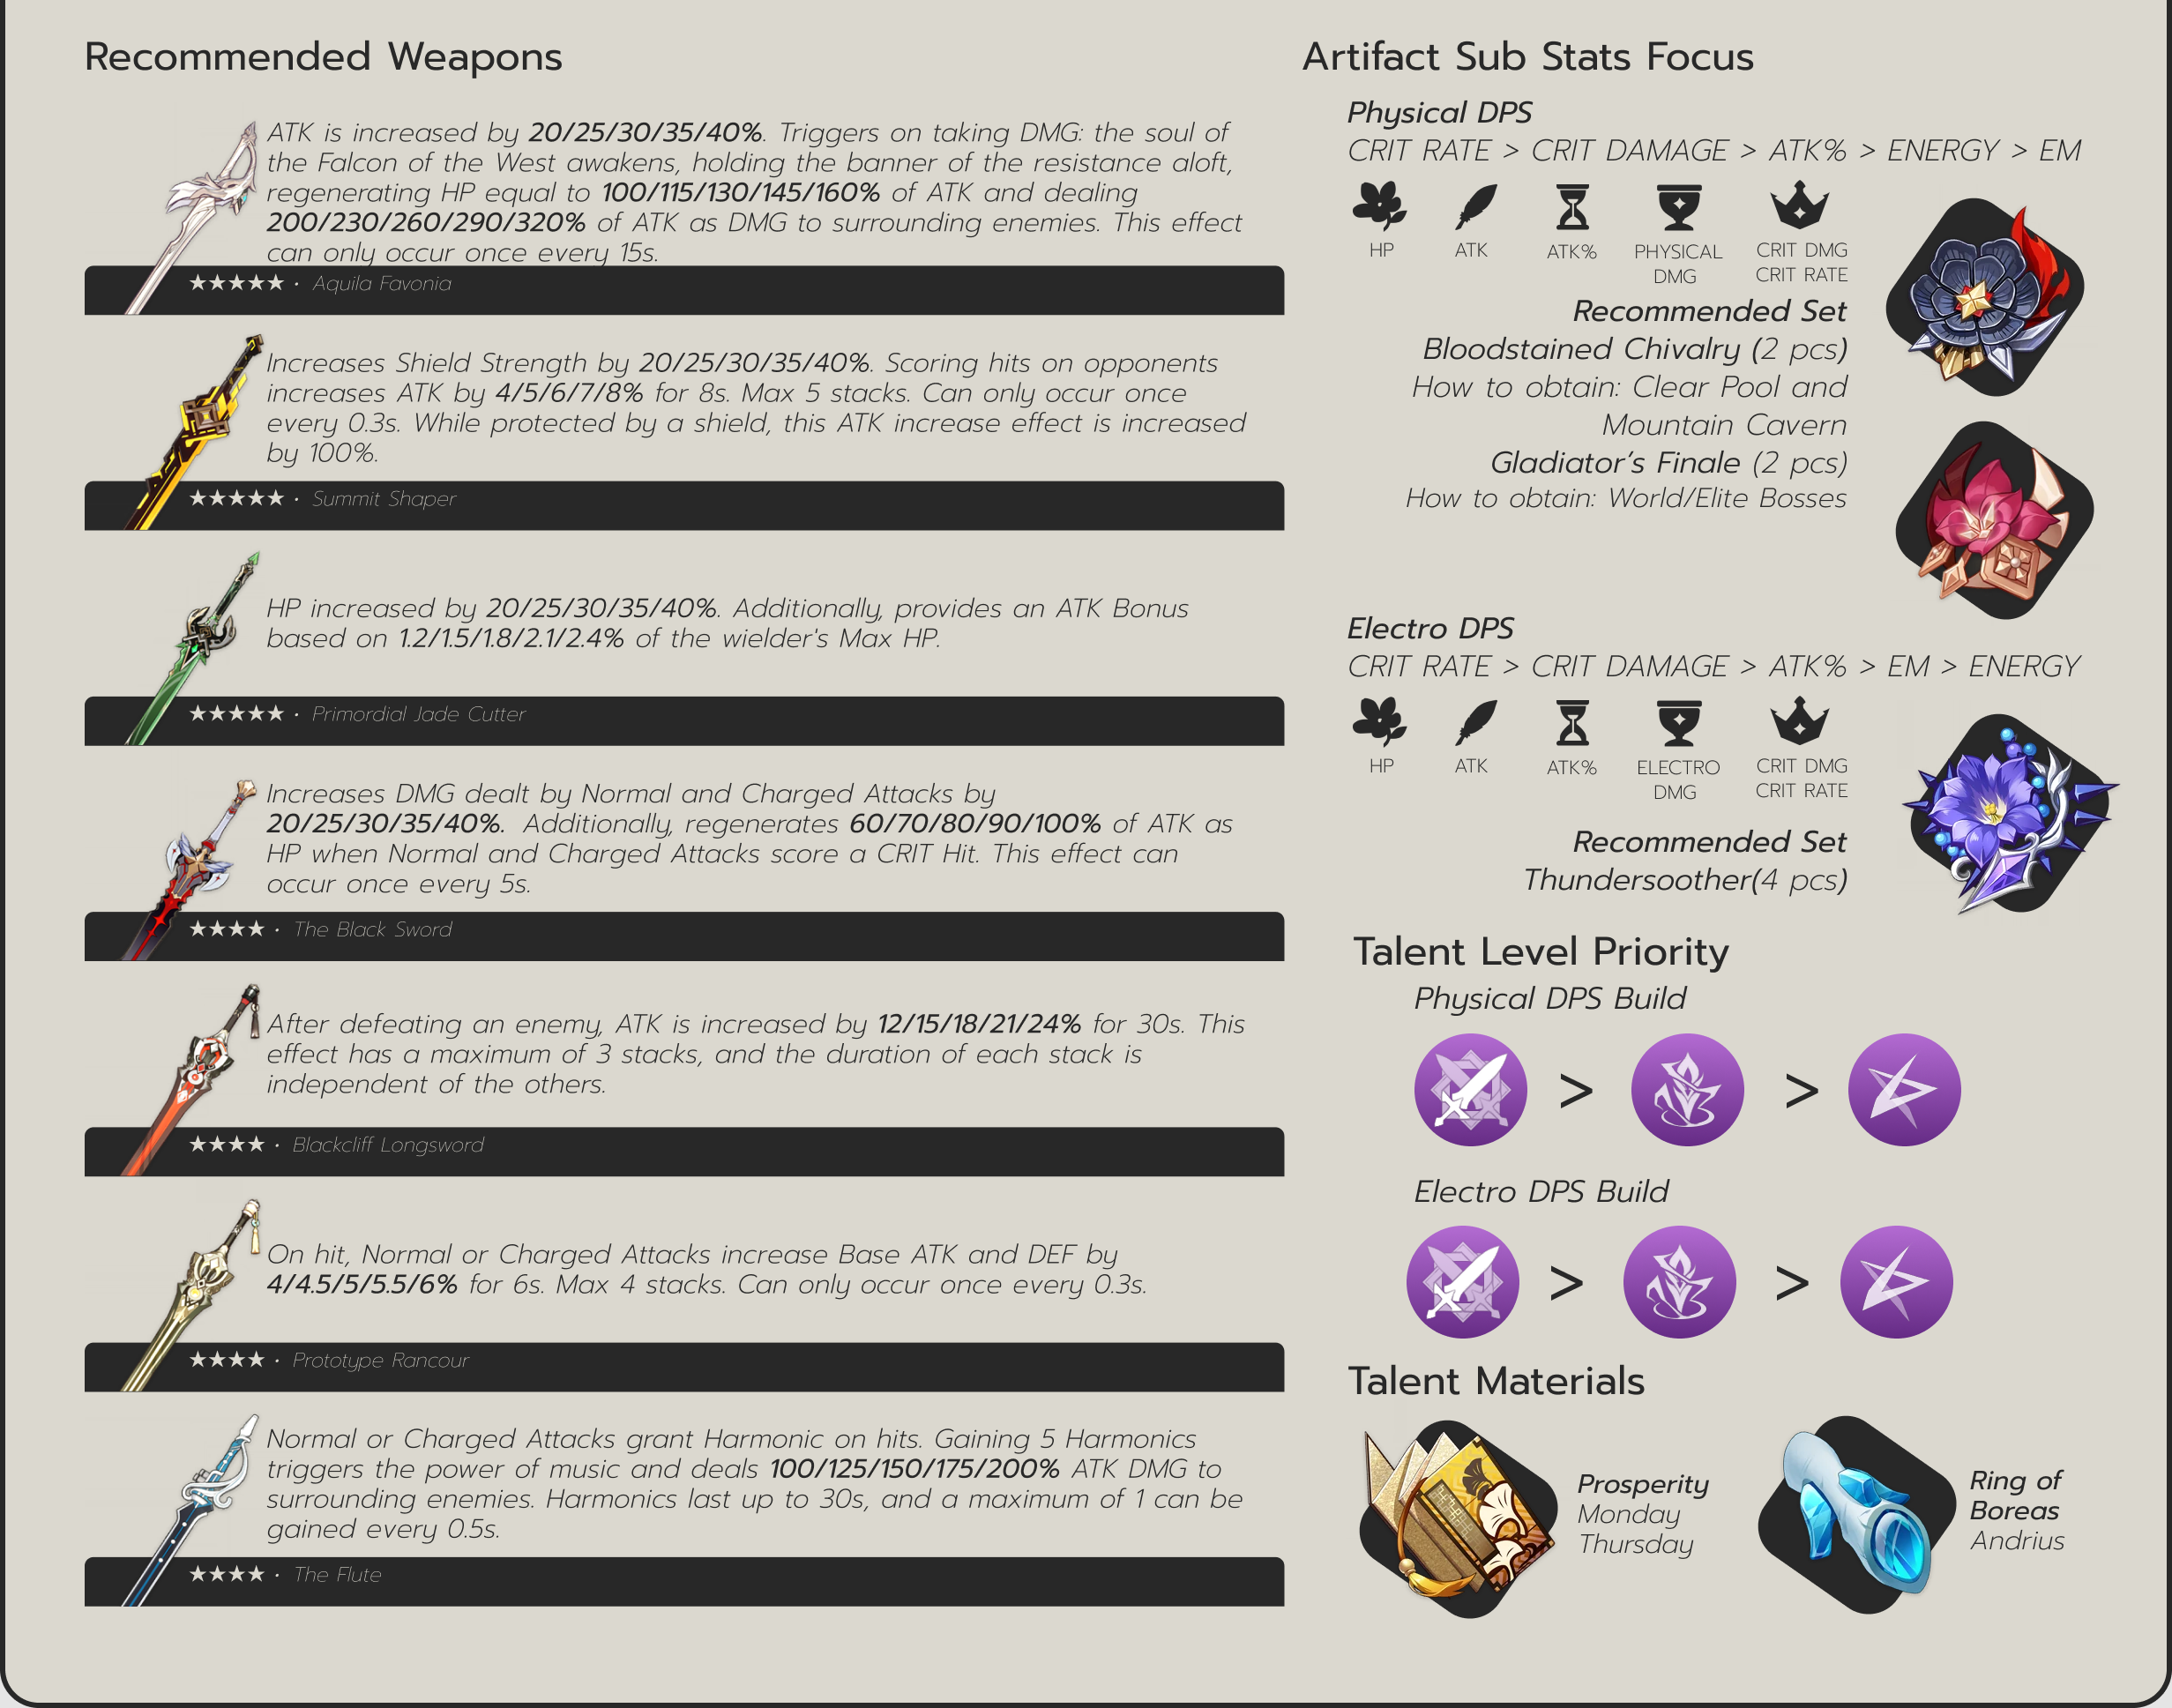 Recommended Weapons
ATK is increased by 20/25/30/35/40%. Triggers on taking DMG: the soul of
the Falcon of the West awakens, holding the banner of the resistance aloft,
regenerating HP equal to 100/115/130/145/160% of ATK and dealing
200/230/260/290/320% of ATK as DMG to surrounding enemies. This effect
can only occur once every 15s.
★★★★★ · Aquila Favonia
Increases Shield Strength by 20/25/30/35/40%. Scoring hits on opponents
increases ATK by 4/5/6/7/8% for 8s. Max 5 stacks. Can only occur once
every 0.3s. While protected by a shield, this ATK increase effect is increased
by 100%.
★★★★★ · Summit Shaper
HP increased by 20/25/30/35/40%. Additionally, provides an ATK Bonus
based on 1.2/1.5/1.8/2.1/2.4% of the wielder's Max HP.
★★★★★ · Primordial Jade Cutter
Increases DMG dealt by Normal and Charged Attacks by
20/25/30/35/40%. Additionally, regenerates 60/70/80/90/100% of ATK as
HP when Normal and Charged Attacks score a CRIT Hit. This effect can
occur once every 5s.
★★★★ · The Black Sword
After defeating an enemy, ATK is increased by 12/15/18/21/24% for 30s. This
effect has a maximum of 3 stacks, and the duration of each stack is
independent of the others.
★★★★ · Blackcliff Longsword
On hit, Normal or Charged Attacks increase Base ATK and DEF by
4/4.5/5/5.5/6% for 6s. Max 4 stacks. Can only occur once every 0.3s.
★★★★ · Prototype Rancour
Normal or Charged Attacks grant Harmonic on hits. Gaining 5 Harmonics
triggers the power of music and deals 100/125/150/175/200% ATK DMG to
surrounding enemies. Harmonics last up to 30s, and a maximum of 1 can be
gained every 0.5s.
★★★★ · The Flute
Artifact Sub Stats Focus
Physical DPS
CRIT RATE > CRIT DAMAGE > ATK% > ENERGY > EM
HP ATK ATK% PHYSICAL CRIT DMG
DMG CRIT RATE
Recommended Set
Bloodstained Chivalry (2 pcs)
How to obtain: Clear Pool and
Mountain Cavern
Gladiator's Finale (2 pcs)
How to obtain: World/Elite Bosses
Electro DPS
CRIT RATE > CRIT DAMAGE > ATK% > EM > ENERGY
HP ATK ATK% ELECTRO CRIT DMG
DMG CRIT RATE
Recommended Set
Thundersoother(4 pcs)
Talent Level Priority
Physical DPS Build
> >
Electro DPS Build
> >
Talent Materials
Prosperity
Monday
Thursday
Ring of
Boreas
Andrius